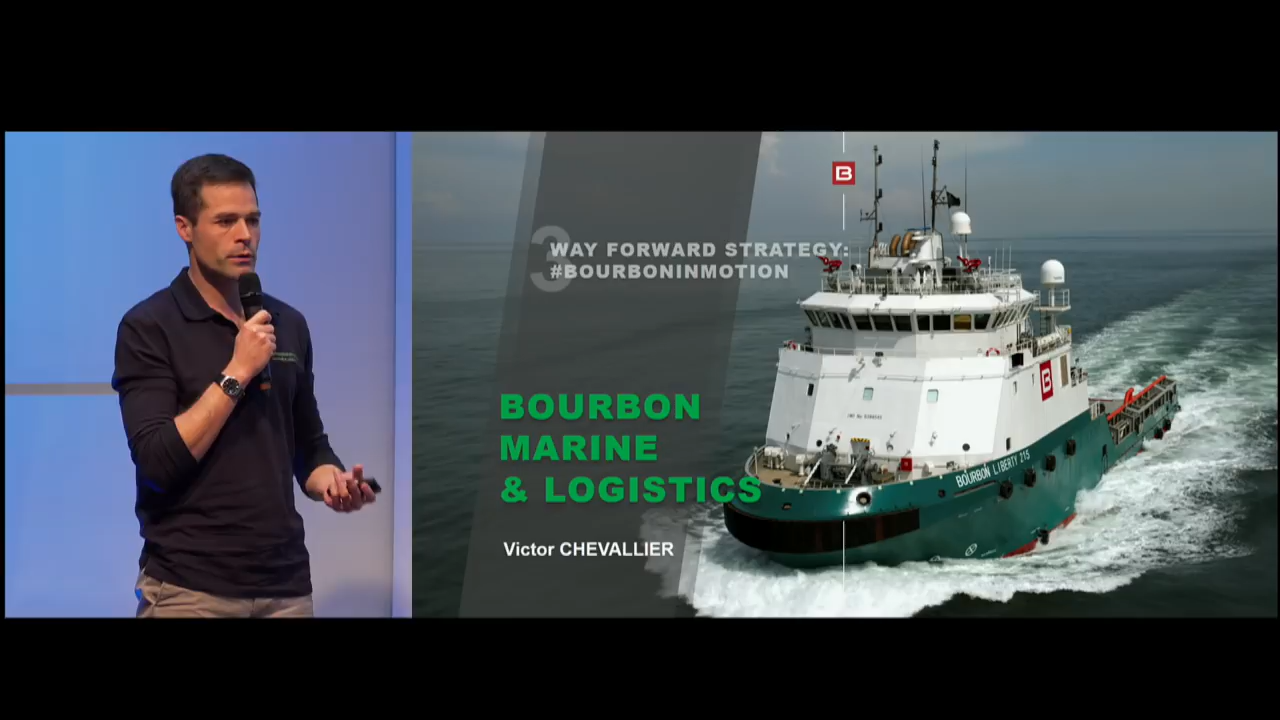 3
WAY FORWARD STRATEGY:
#BOURBONINMOTION
B
BOURBON
MARINE
& LOGISTICS
Victor CHEVALLIER
B
BOURBON LIBERTY 215